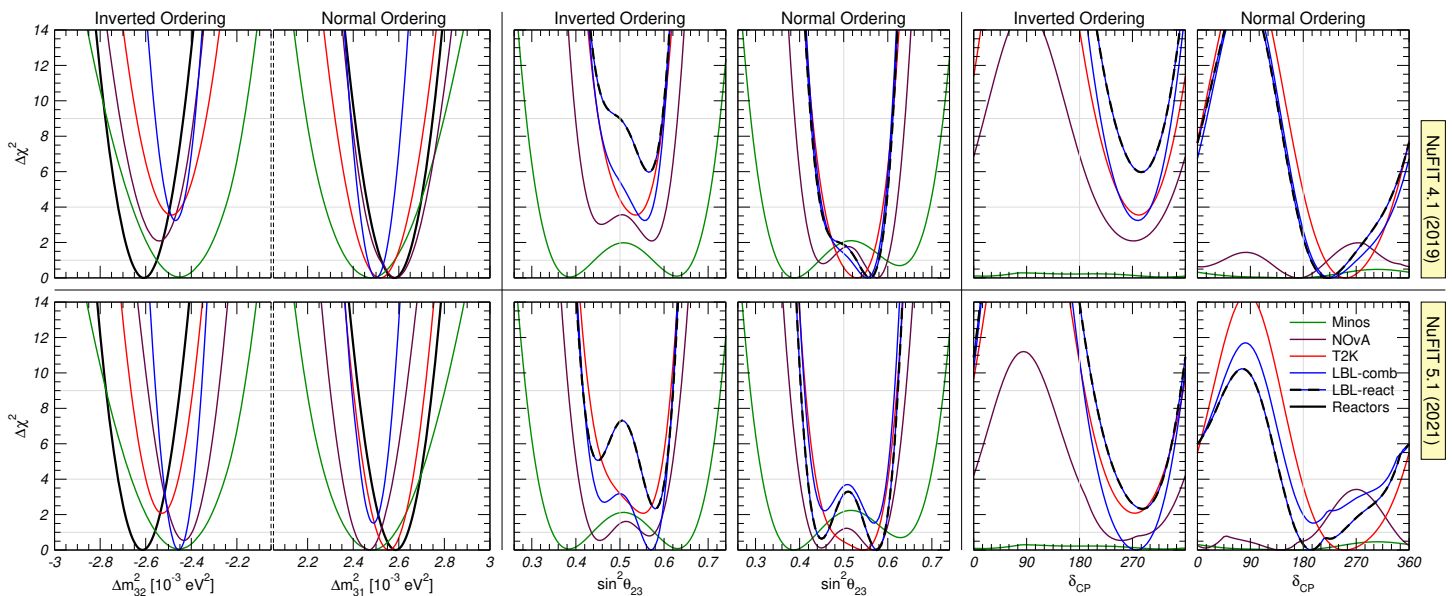 Inverted Ordering Normal Ordering Inverted Ordering Normal Ordering Inverted Ordering Normal Ordering
14
12
10
8
6
4
2
0
Δχ²
NuFIT 4.1 (2019)
14
12
10
8
6
4
2
0
Δχ²
Minos
NOvA
T2K
LBL-comb
LBL-react
Reactors
NuFIT 5.1 (2021)
-3 -2.8 -2.6 -2.4 -2.2 2.2 2.4 2.6 2.8 3 0.3 0.4 0.5 0.6 0.7 0.3 0.4 0.5 0.6 0.7 0 90 180 270 0 90 180 270 360
Δm²₃₂ [10⁻³ eV²] Δm²₃₁ [10⁻³ eV²] sin²θ₂₃ sin²θ₂₃ δ_CP δ_CP